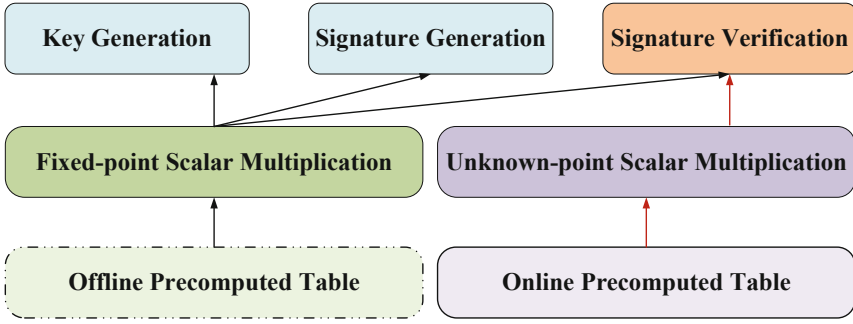 Key Generation
Signature Generation
Signature Verification
Fixed-point Scalar Multiplication
Unknown-point Scalar Multiplication
Offline Precomputed Table
Online Precomputed Table